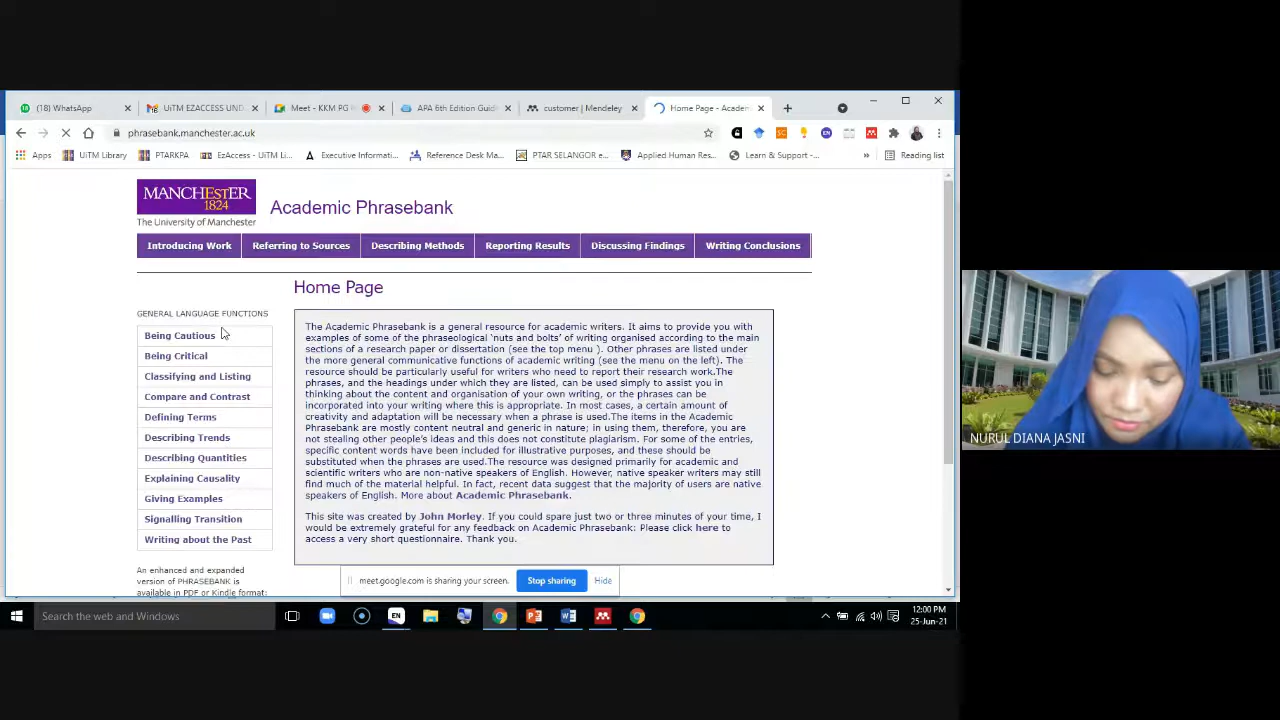 (18) WhatsApp
UiTM EZACCESS UND
Meet - KKM PG
APA 6th Edition Guid
customer | Mendeley
Home Page - Acaden
phrasebank.manchester.ac.uk
Apps
UiTM Library
PTARKPA
EzAccess - UiTM Li...
Executive Informati...
Reference Desk Ma...
PTAR SELANGOR e...
Applied Human Res...
Learn & Support -...
»
Reading list
MANCHESTER
1824
The University of Manchester
Academic Phrasebank
Introducing Work
Referring to Sources
Describing Methods
Reporting Results
Discussing Findings
Writing Conclusions
Home Page
GENERAL LANGUAGE FUNCTIONS
Being Cautious
Being Critical
Classifying and Listing
Compare and Contrast
Defining Terms
Describing Trends
Describing Quantities
Explaining Causality
Giving Examples
Signalling Transition
Writing about the Past
An enhanced and expanded
version of PHRASEBANK is
available in PDF or Kindle format:
The Academic Phrasebank is a general resource for academic writers. It aims to provide you with
examples of some of the phraseological ‘nuts and bolts’ of writing organised according to the main
sections of a research paper or dissertation (see the top menu ). Other phrases are listed under
the more general communicative functions of academic writing (see the menu on the left). The
resource should be particularly useful for writers who need to report their research work.The
phrases, and the headings under which they are listed, can be used simply to assist you in
thinking about the content and organisation of your own writing, or the phrases can be
incorporated into your writing where this is appropriate. In most cases, a certain amount of
creativity and adaptation will be necessary when a phrase is used.The items in the Academic
Phrasebank are mostly content neutral and generic in nature; in using them, therefore, you are
not stealing other people’s ideas and this does not constitute plagiarism. For some of the entries,
specific content words have been included for illustrative purposes, and these should be
substituted when the phrases are used.The resource was designed primarily for academic and
scientific writers who are non-native speakers of English. However, native speaker writers may still
find much of the material helpful. In fact, recent data suggest that the majority of users are native
speakers of English. More about Academic Phrasebank.
This site was created by John Morley. If you could spare just two or three minutes of your time, I
would be extremely grateful for any feedback on Academic Phrasebank: Please click here to
access a very short questionnaire. Thank you.
meet.google.com is sharing your screen.
Stop sharing
Hide
NURUL DIANA JASNI
Search the web and Windows
EN
12:00 PM
25-Jun-21